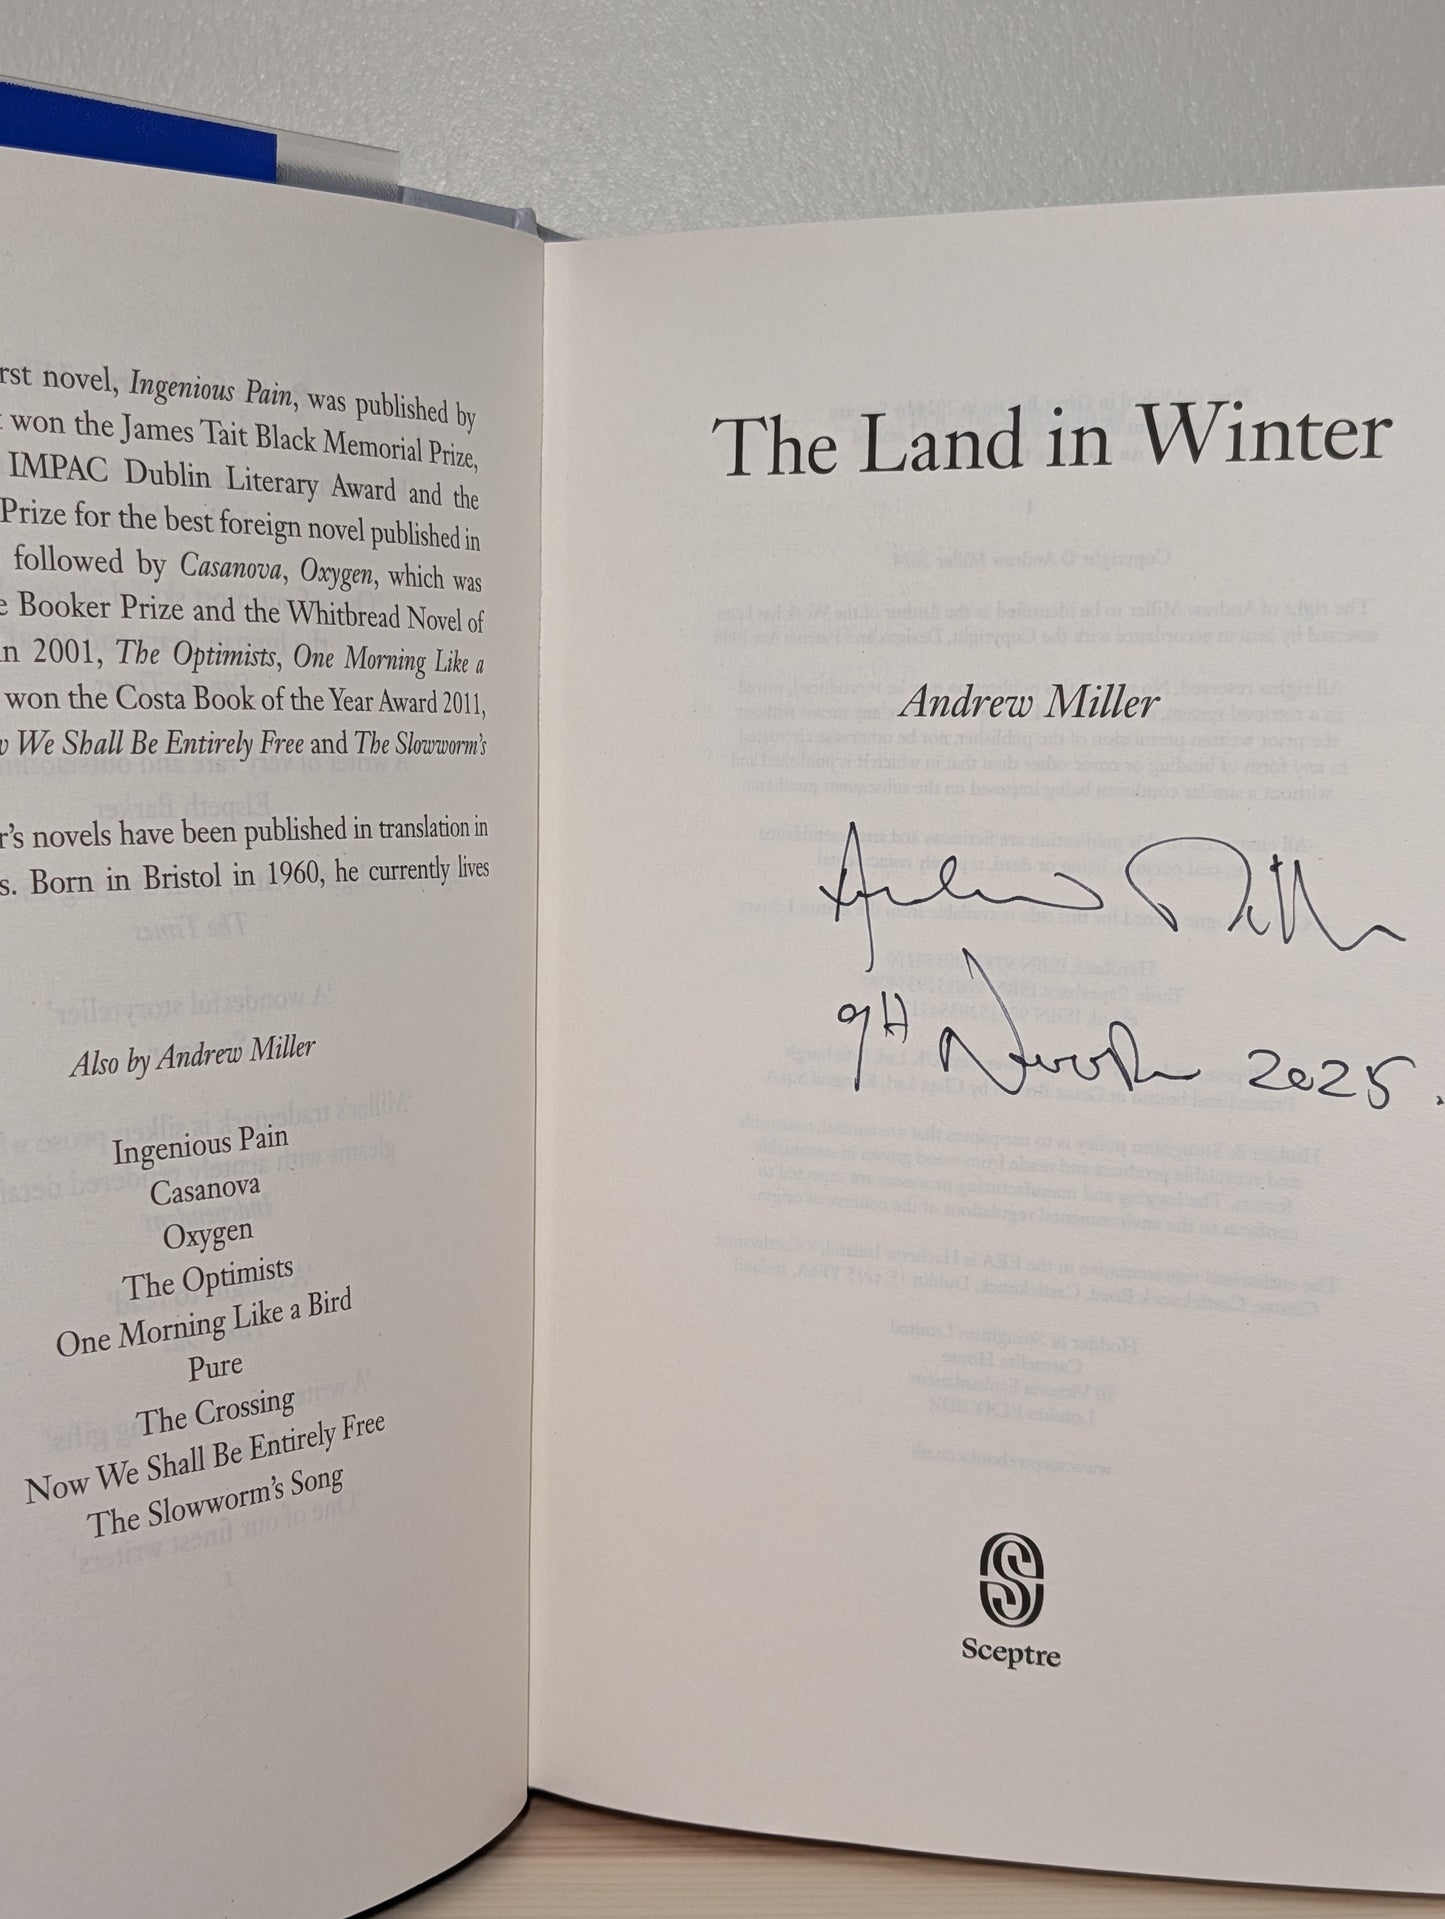 rst novel, Ingenious Pain, was published by
won the James Tait Black Memorial Prize,
IMPAC Dublin Literary Award and the
Prize for the best foreign novel published in
followed by Casanova, Oxygen, which was
e Booker Prize and the Whitbread Novel of
n 2001, The Optimists, One Morning Like a
won the Costa Book of the Year Award 2011,
We Shall Be Entirely Free and The Slowworm's
r's novels have been published in translation in
s. Born in Bristol in 1960, he currently lives
Also by Andrew Miller
Ingenious Pain
Casanova
Oxygen
The Optimists
One Morning Like a Bird
Pure
The Crossing
Now We Shall Be Entirely Free
The Slowworm's Song
The Land in Winter
Andrew Miller
Andrew Miller
9th November 2025.
S
Sceptre